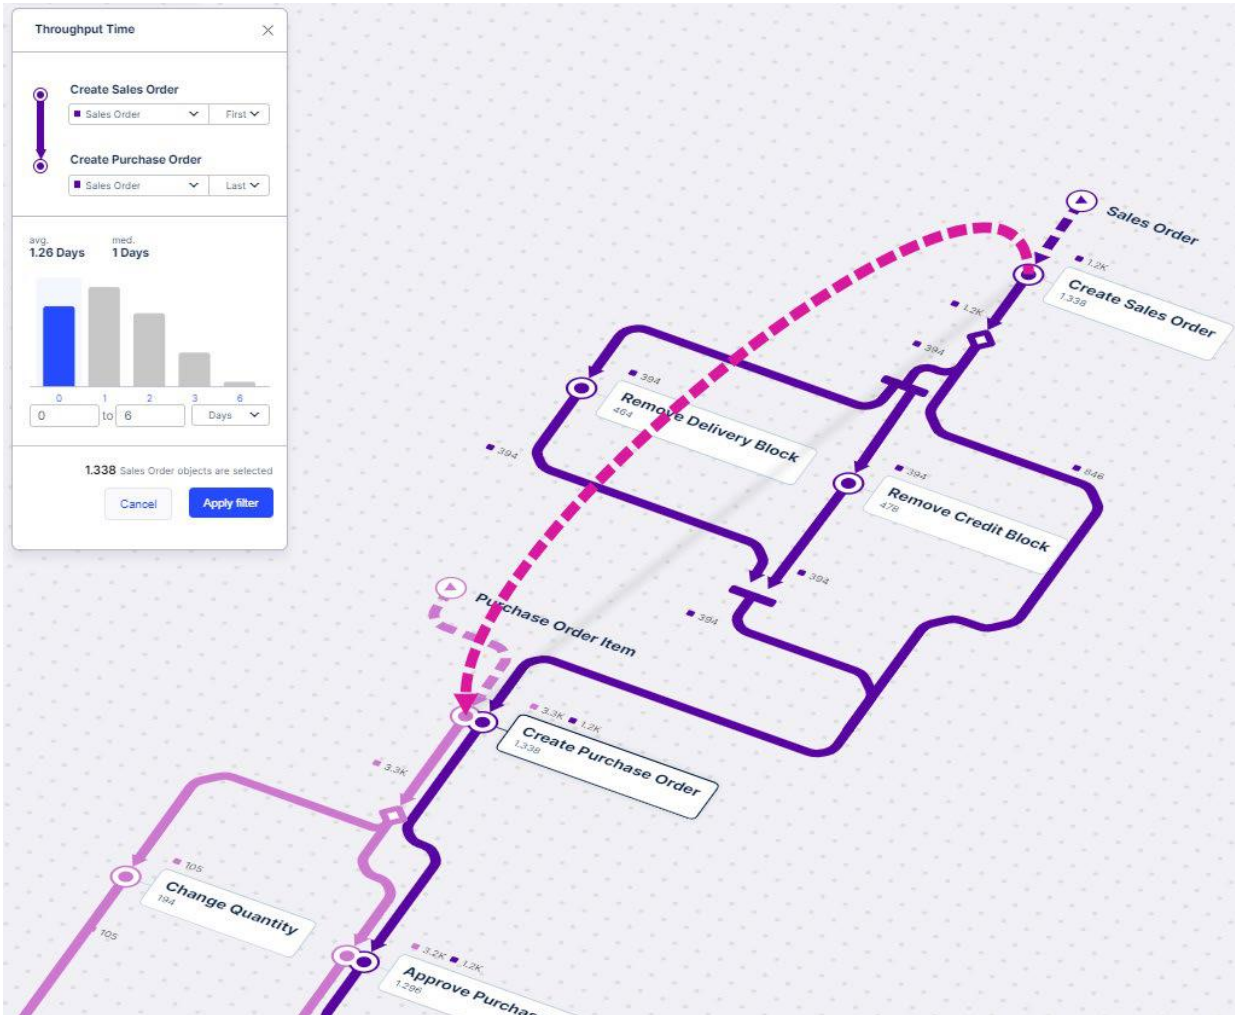 Throughput Time
Create Sales Order
Sales Order
First
Create Purchase Order
Sales Order
Last
avg.
1.26 Days
med.
1 Days
0
1
2
3
6
0
to
6
Days
1.338 Sales Order objects are selected
Cancel
Apply filter
Sales Order
1.2K
Create Sales Order
1.338
1.2K
394
394
Remove Delivery Block
464
394
846
394
Remove Credit Block
478
394
394
Purchase Order Item
3.3K
1.2K
Create Purchase Order
1.338
3.3K
105
Change Quantity
194
105
3.2K
1.2K
Approve Purchas
1.296